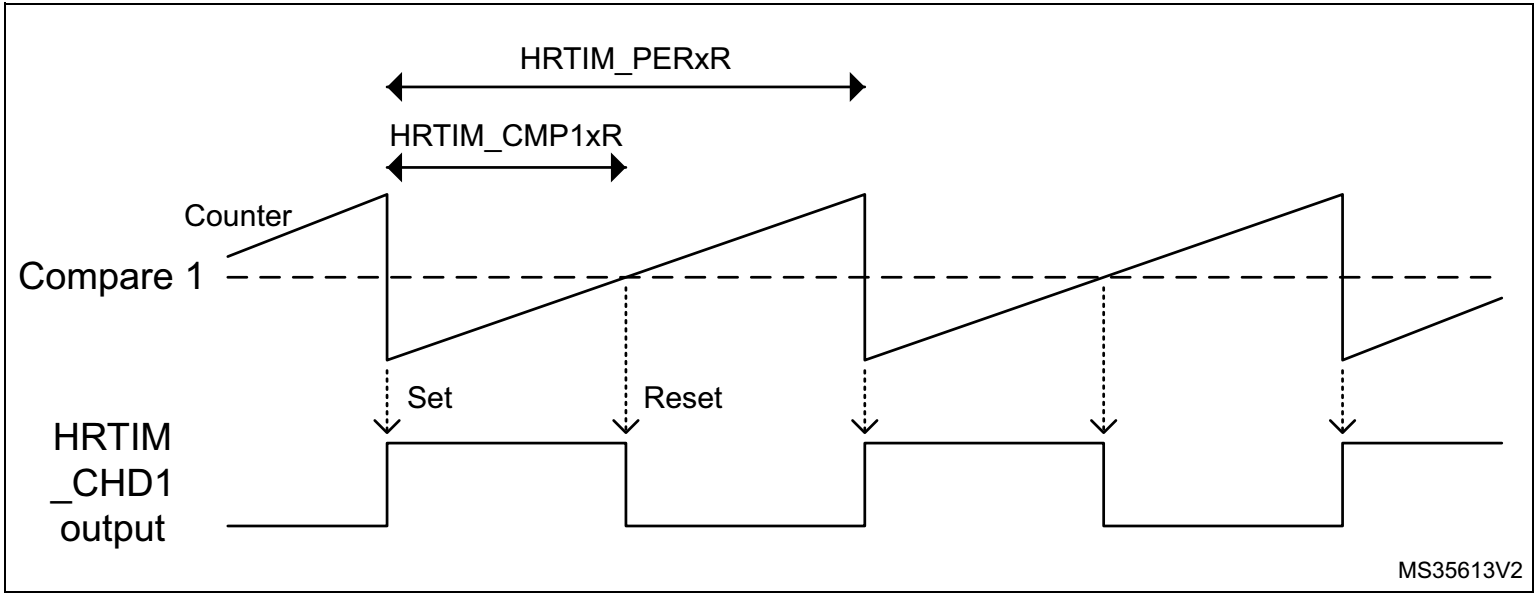 HRTIM_PERxR
HRTIM_CMP1xR
Counter
Compare 1
Set
Reset
HRTIM
_CHD1
output
MS35613V2